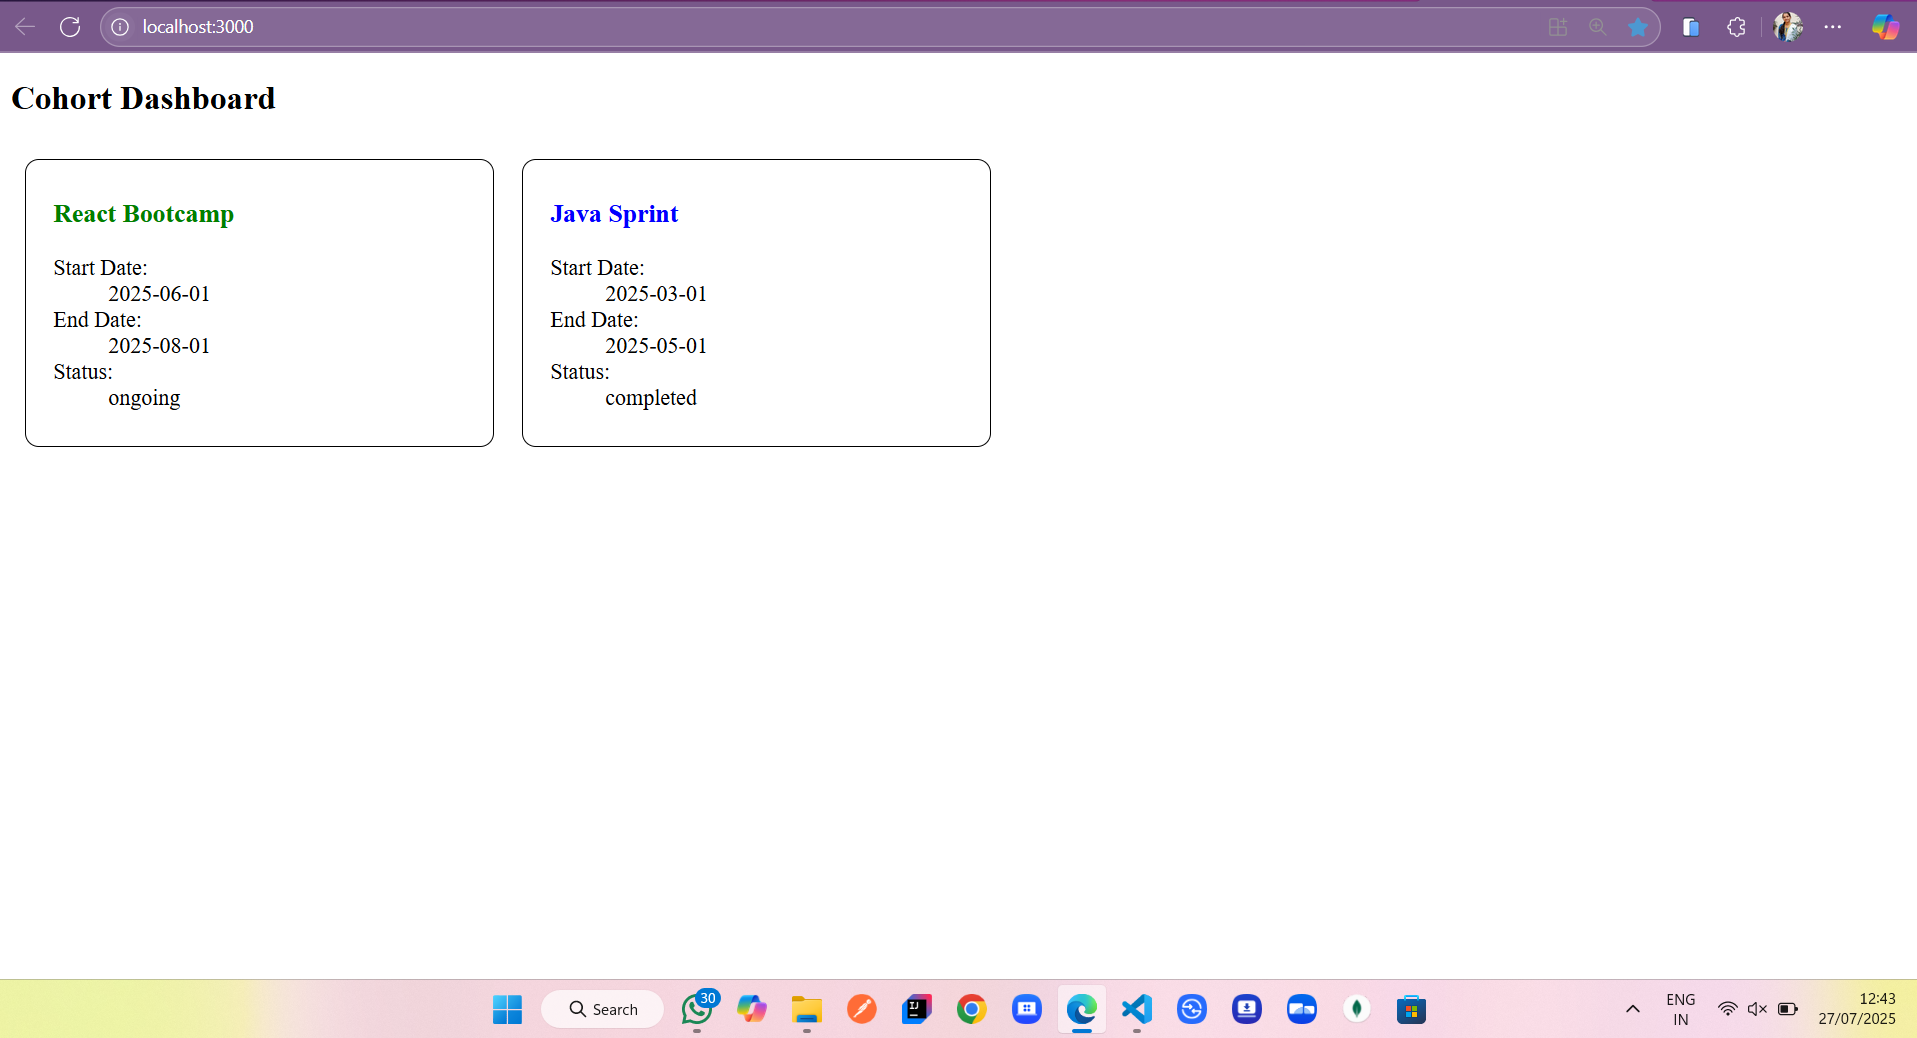 localhost:3000
Cohort Dashboard
React Bootcamp
Start Date:
2025-06-01
End Date:
2025-08-01
Status:
ongoing
Java Sprint
Start Date:
2025-03-01
End Date:
2025-05-01
Status:
completed
Search
30
IJ
ENG
IN
12:43
27/07/2025